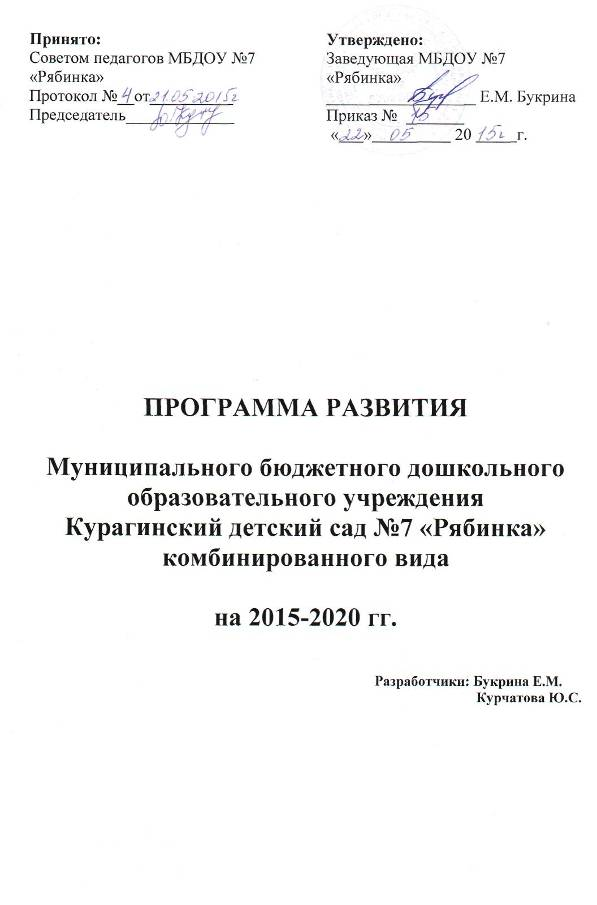 Принято:
Советом педагогов МБДОУ №7
«Рябинка»
Протокол № 4 от 21.05.2015г
Председатель
Утверждено:
Заведующая МБДОУ №7
«Рябинка»
Е.М. Букрина
Приказ №
«22» 05 20 15г. г.
ПРОГРАММА РАЗВИТИЯ
Муниципального бюджетного дошкольного
образовательного учреждения
Курагинский детский сад №7 «Рябинка»
комбинированного вида
на 2015-2020 гг.
Разработчики: Букрина Е.М.
Курчатова Ю.С.